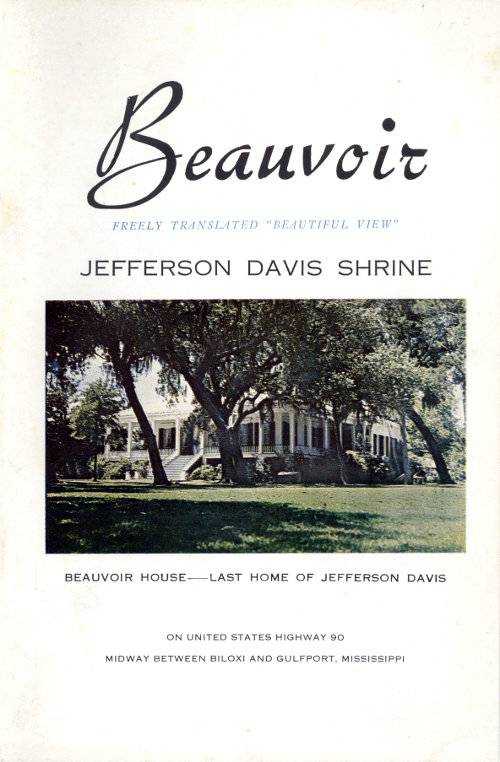 Beauvoir
FREELY TRANSLATED "BEAUTIFUL VIEW"
JEFFERSON DAVIS SHRINE
BEAUVOIR HOUSE—LAST HOME OF JEFFERSON DAVIS
ON UNITED STATES HIGHWAY 90
MIDWAY BETWEEN BILOXI AND GULFPORT, MISSISSIPPI